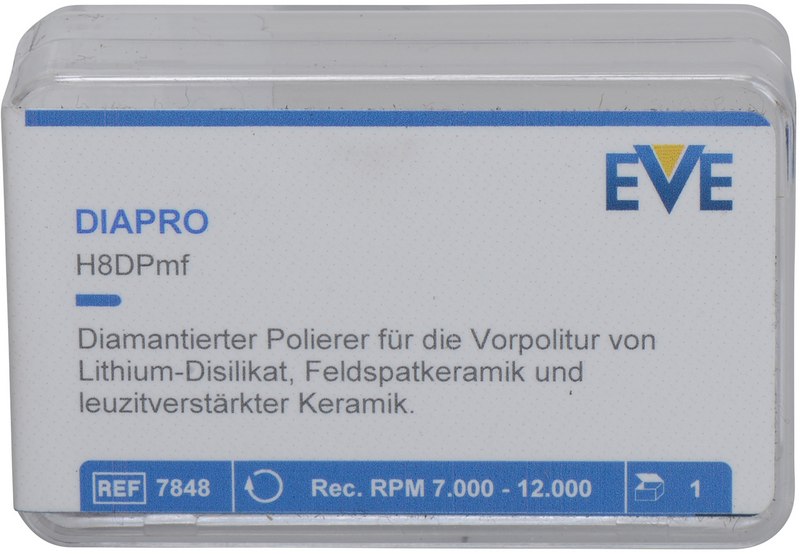 EVE
DIAPRO
H8DPmf
Diamantierter Polierer für die Vorpolitur von
Lithium-Disilikat, Feldspatkeramik und
leuzitverstärkter Keramik.
REF 7848 Rec. RPM 7.000 - 12.000 1